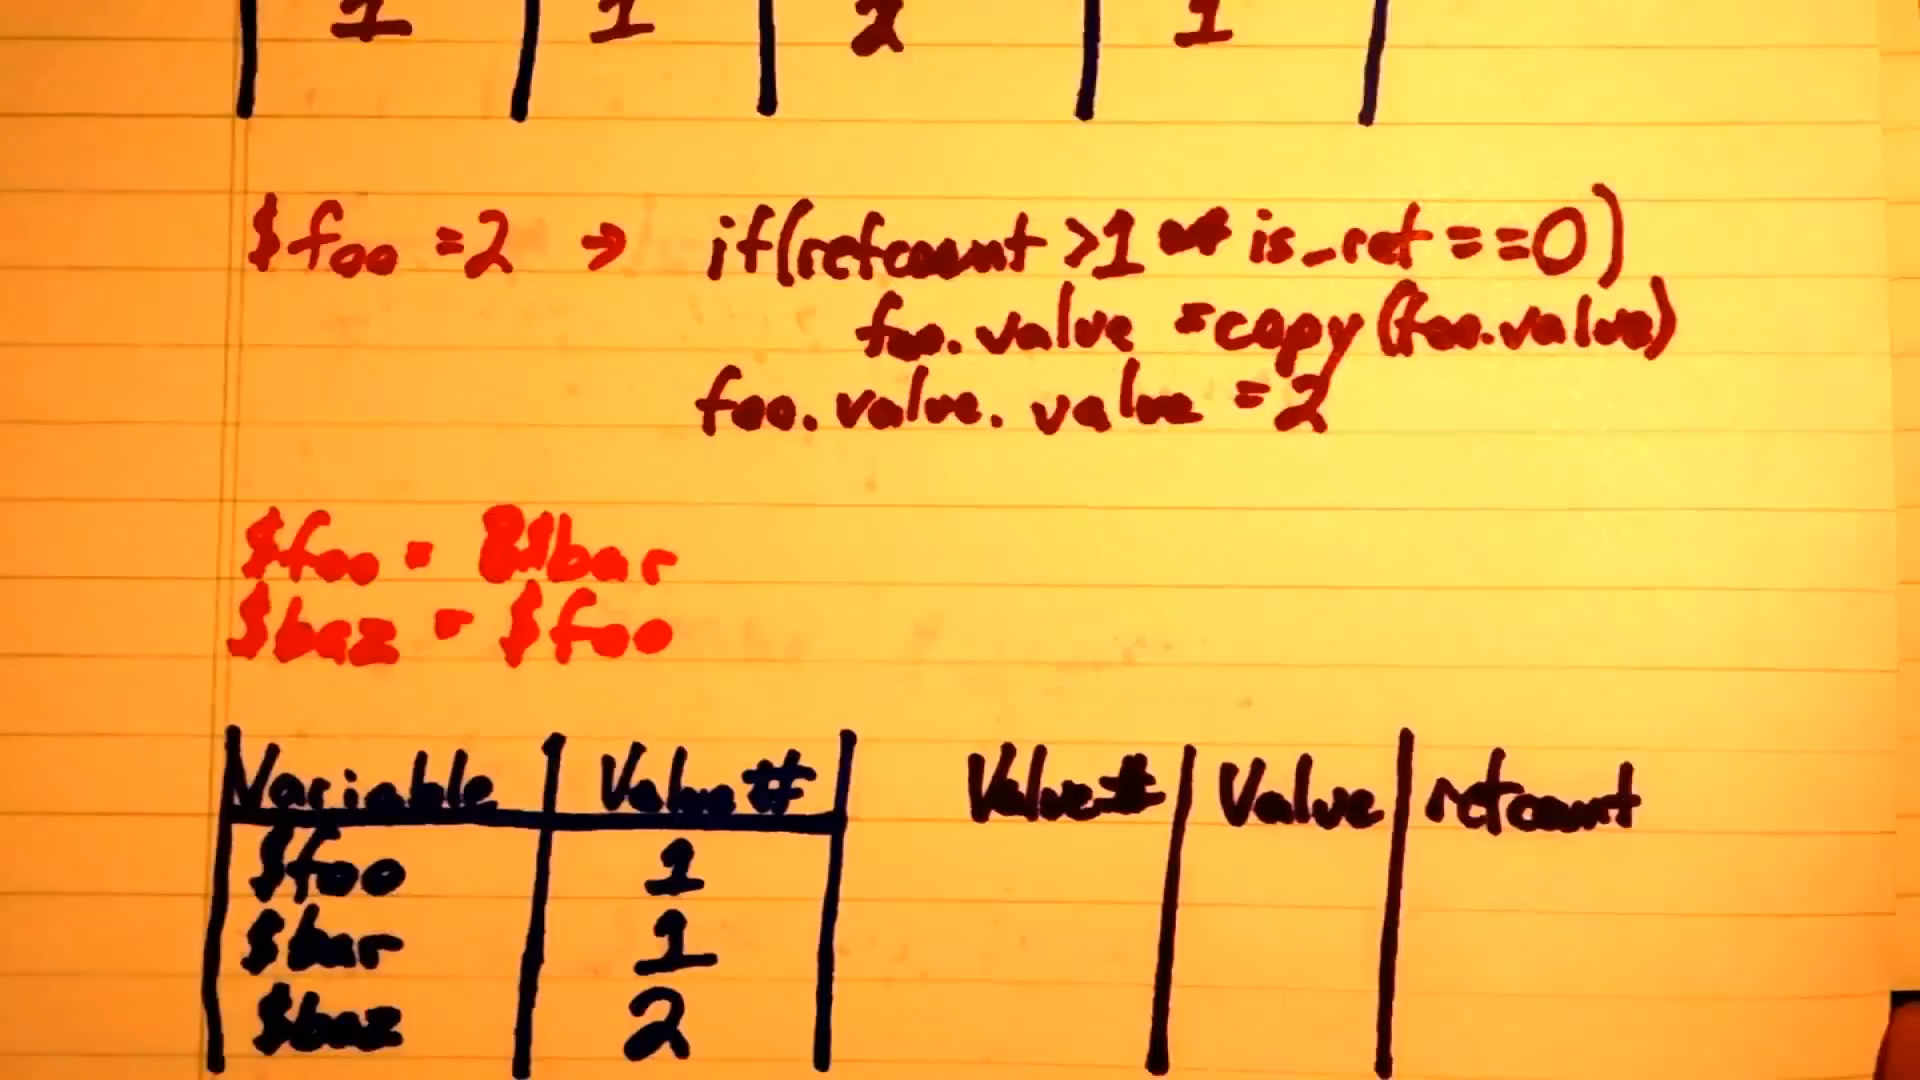 1 1 2 1
$foo =2 → if(refcount >1 && is_ref ==0)
foo.value =copy(foo.value)
foo.value.value =2
$foo = &$bar
$baz = $foo
Variable Value# Value# Value refcount
$foo 1
$bar 1
$baz 2